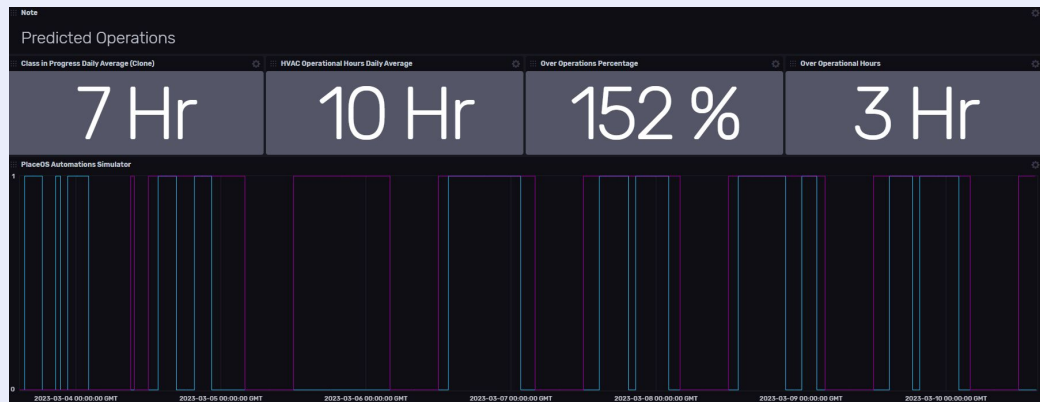 Note
Predicted Operations
Class in Progress Daily Average (Clone)
HVAC Operational Hours Daily Average
Over Operations Percentage
Over Operational Hours
7 Hr
10 Hr
152 %
3 Hr
PlaceOS Automations Simulator
1
0
2023-03-04 00:00:00 GMT
2023-03-05 00:00:00 GMT
2023-03-06 00:00:00 GMT
2023-03-07 00:00:00 GMT
2023-03-08 00:00:00 GMT
2023-03-09 00:00:00 GMT
2023-03-10 00:00:00 GMT